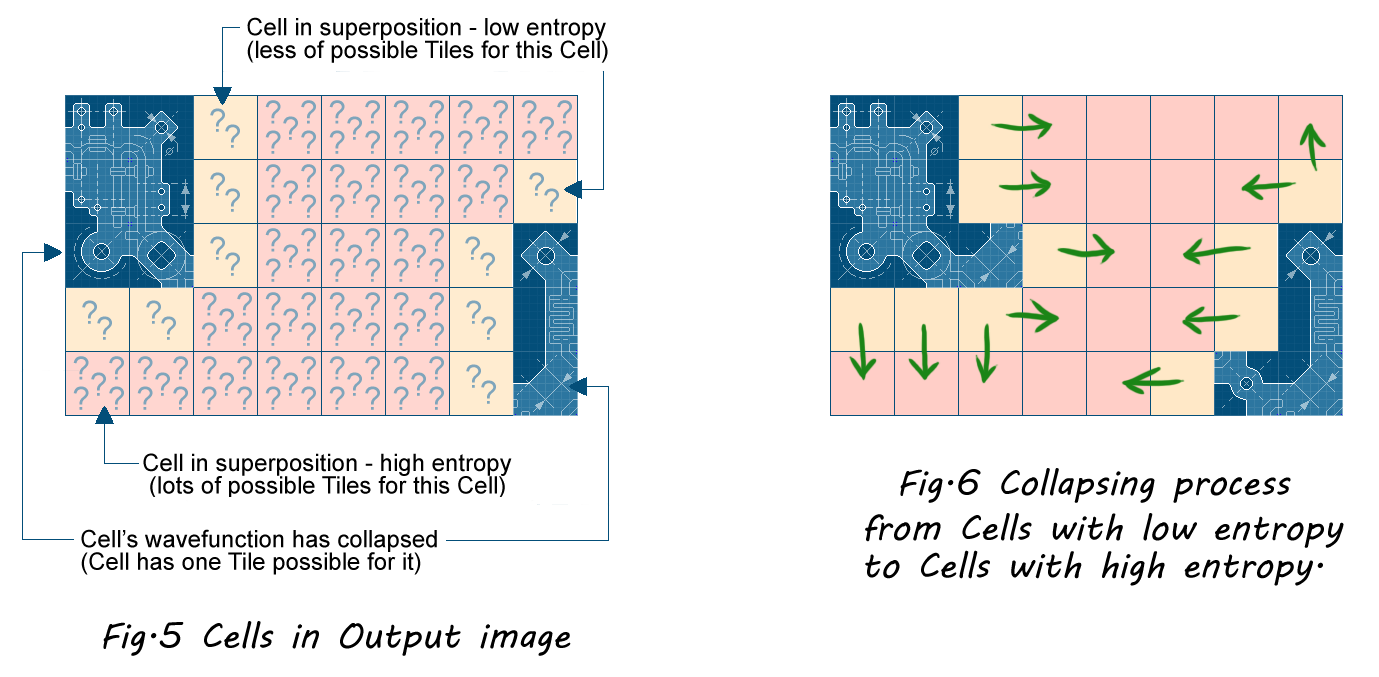 Cell in superposition - low entropy
(less of possible Tiles for this Cell)
Cell in superposition - high entropy
(lots of possible Tiles for this Cell)
Cell's wavefunction has collapsed
(Cell has one Tile possible for it)
Fig.5 Cells in Output image
Fig.6 Collapsing process
from Cells with low entropy
to Cells with high entropy.